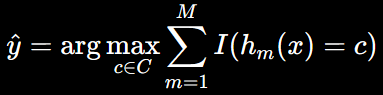 ŷ = arg max_{c∈C} ∑_{m=1}^{M} I(h_m(x) = c)